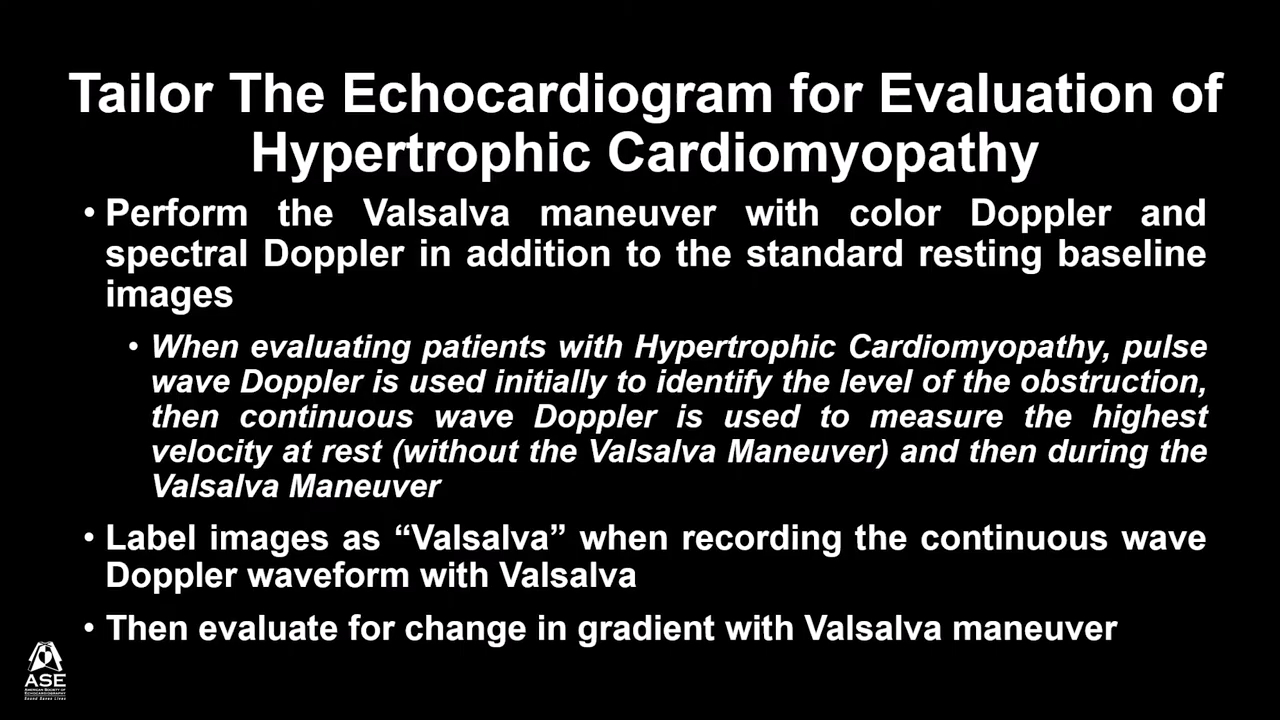 Tailor The Echocardiogram for Evaluation of
Hypertrophic Cardiomyopathy
• Perform the Valsalva maneuver with color Doppler and
spectral Doppler in addition to the standard resting baseline
images
• When evaluating patients with Hypertrophic Cardiomyopathy, pulse
wave Doppler is used initially to identify the level of the obstruction,
then continuous wave Doppler is used to measure the highest
velocity at rest (without the Valsalva Maneuver) and then during the
Valsalva Maneuver
• Label images as “Valsalva” when recording the continuous wave
Doppler waveform with Valsalva
• Then evaluate for change in gradient with Valsalva maneuver
ASE
AMERICAN SOCIETY OF
ECHOCARDIOGRAPHY